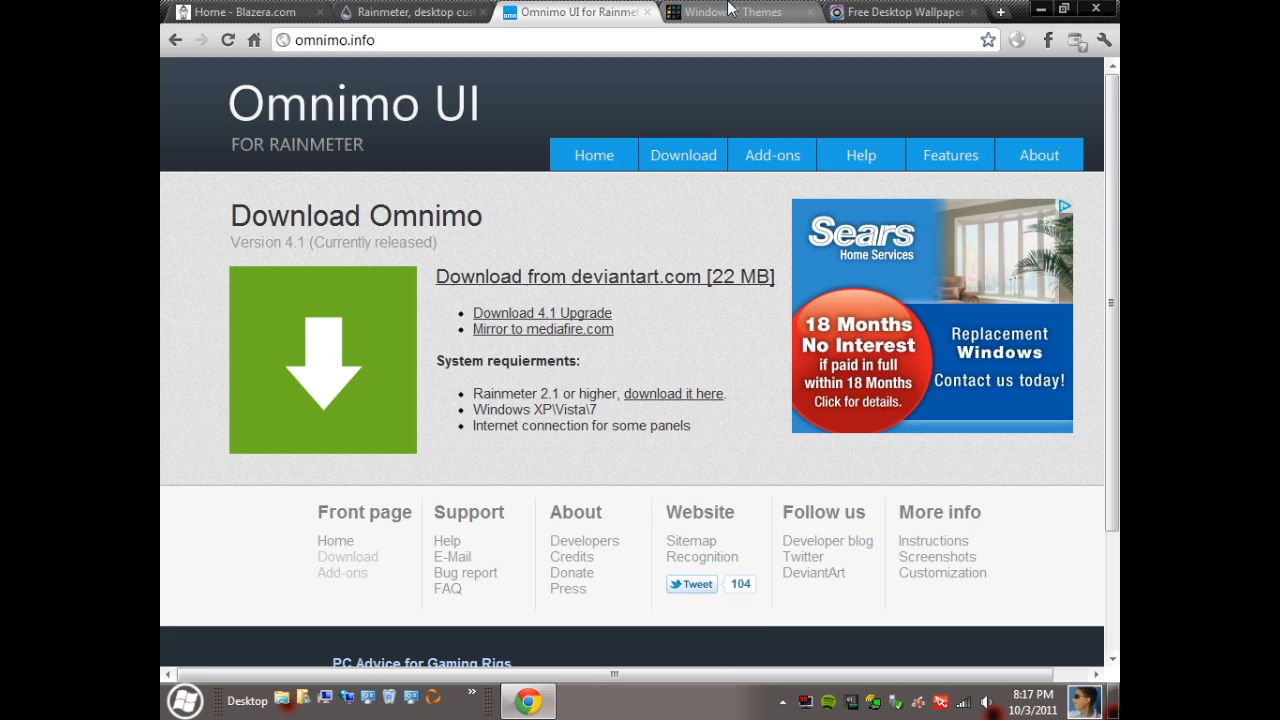 Home - Blazera.com
Rainmeter, desktop cus
Omnimo UI for Rainme
Themes
Free Desktop Wallpaper
omnimo.info
Omnimo UI
FOR RAINMETER
Home
Download
Add-ons
Help
Features
About
Download Omnimo
Version 4.1 (Currently released)
Download from deviantart.com [22 MB]
Download 4.1 Upgrade
Mirror to mediafire.com
System requierments:
Rainmeter 2.1 or higher, download it here.
Windows XP\Vista\7
Internet connection for some panels
Sears
Home Services
18 Months
No Interest
if paid in full
within 18 Months
Click for details.
Replacement
Windows
Contact us today!
Front page
Home
Download
Add-ons
Support
Help
E-Mail
Bug report
FAQ
About
Developers
Credits
Donate
Press
Website
Sitemap
Recognition
Tweet
104
Follow us
Developer blog
Twitter
DeviantArt
More info
Instructions
Screenshots
Customization
PC Advice for Gaming Rigs
Desktop
8:17 PM
10/3/2011